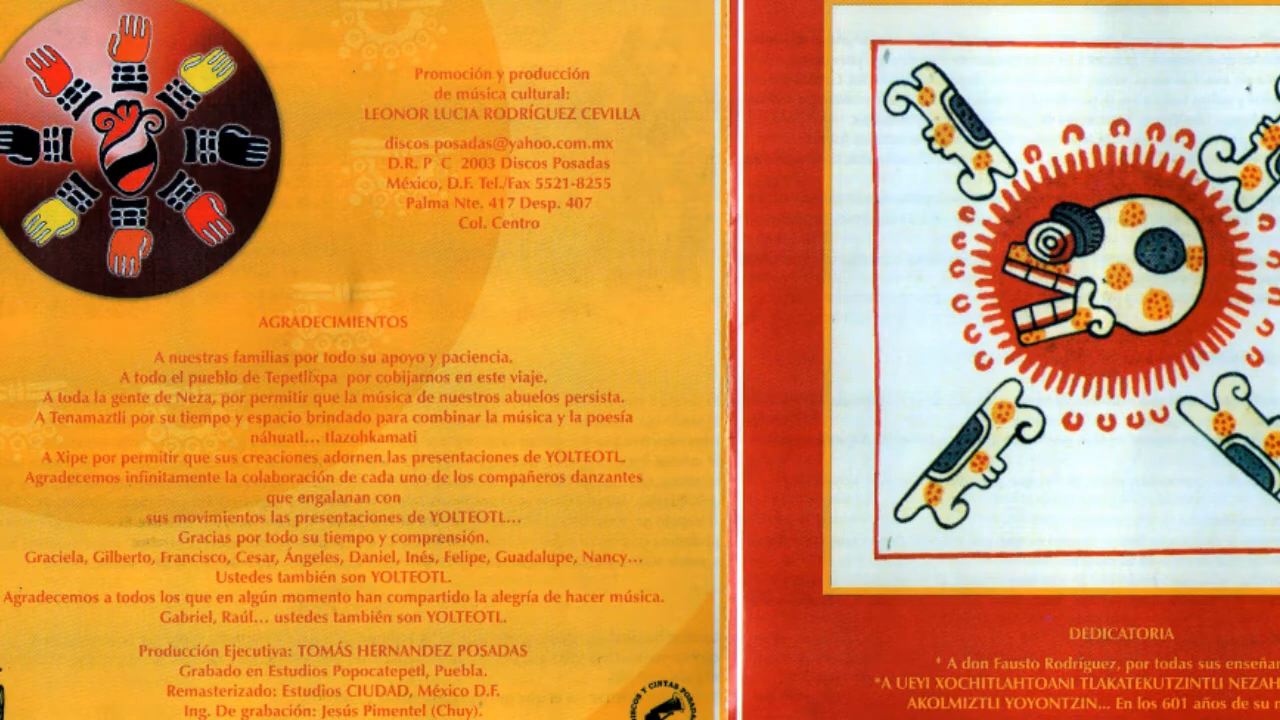 Promoción y producción
de música cultural:
LEONOR LUCIA RODRÍGUEZ CEVILLA
discos posadas@yahoo.com.mx
D.R. P C 2003 Discos Posadas
México, D.F. Tel./Fax 5521-8255
Palma Nte. 417 Desp. 407
Col. Centro
AGRADECIMIENTOS
A nuestras familias por todo su apoyo y paciencia.
A todo el pueblo de Tepetlixpa por cobijarnos en este viaje.
A toda la gente de Neza, por permitir que la música de nuestros abuelos persista.
A Tenamaztli por su tiempo y espacio brindado para combinar la música y la poesía
náhuatl... tlazohkamati
A Xipe por permitir que sus creaciones adornen las presentaciones de YOLTEOTL.
Agradecemos infinitamente la colaboración de cada uno de los compañeros danzantes
que engalanan con
sus movimientos las presentaciones de YOLTEOTL...
Gracias por todo su tiempo y comprensión.
Graciela, Gilberto, Francisco, Cesar, Ángeles, Daniel, Inés, Felipe, Guadalupe, Nancy...
Ustedes también son YOLTEOTL.
Agradecemos a todos los que en algún momento han compartido la alegría de hacer música.
Gabriel, Raúl... ustedes también son YOLTEOTL.
Producción Ejecutiva: TOMÁS HERNANDEZ POSADAS
Grabado en Estudios Popocatepetl, Puebla.
Remasterizado: Estudios CIUDAD, México D.F.
Ing. De grabación: Jesús Pimentel (Chuy).
DISCOS Y CINTAS POSADAS
DEDICATORIA
* A don Fausto Rodríguez, por todas sus enseñan
*A UEYI XOCHITLAHTOANI TLAKATEKUTZINTLI NEZAH
AKOLMIZTLI YOYONTZIN... En los 601 años de su n